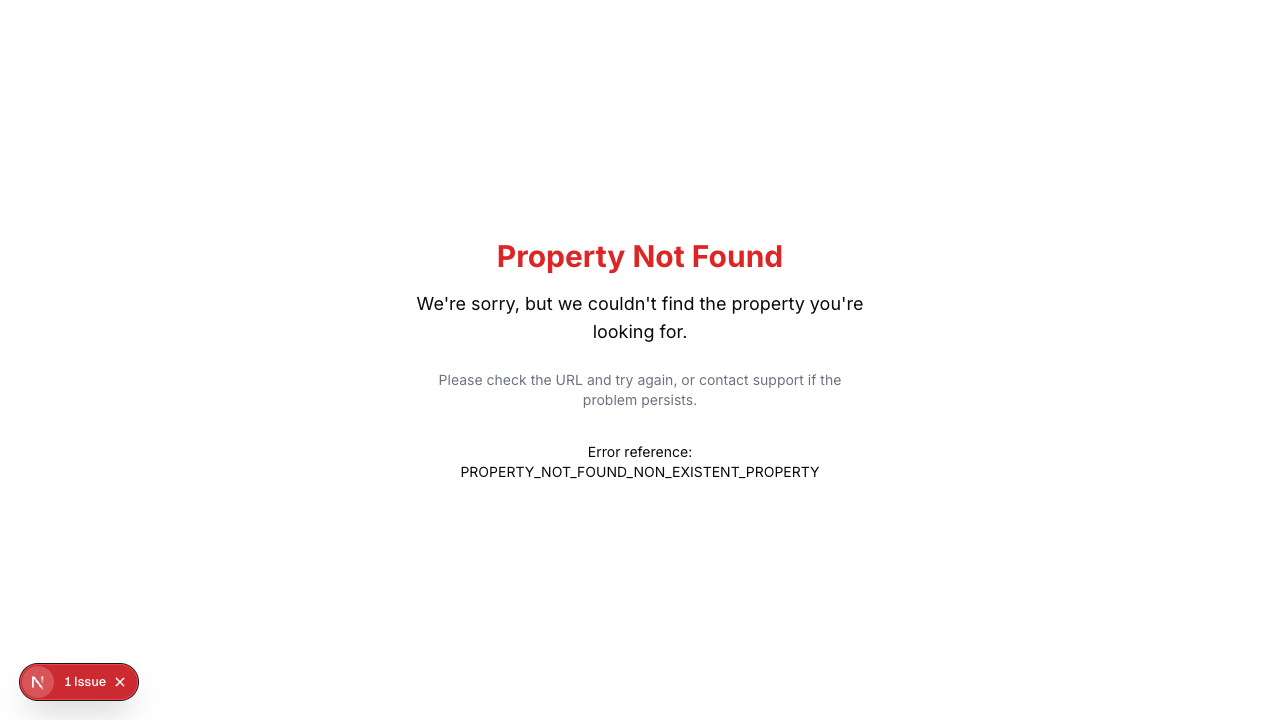 Property Not Found
We're sorry, but we couldn't find the property you're
looking for.
Please check the URL and try again, or contact support if the
problem persists.
Error reference:
PROPERTY_NOT_FOUND_NON_EXISTENT_PROPERTY
N 1 Issue